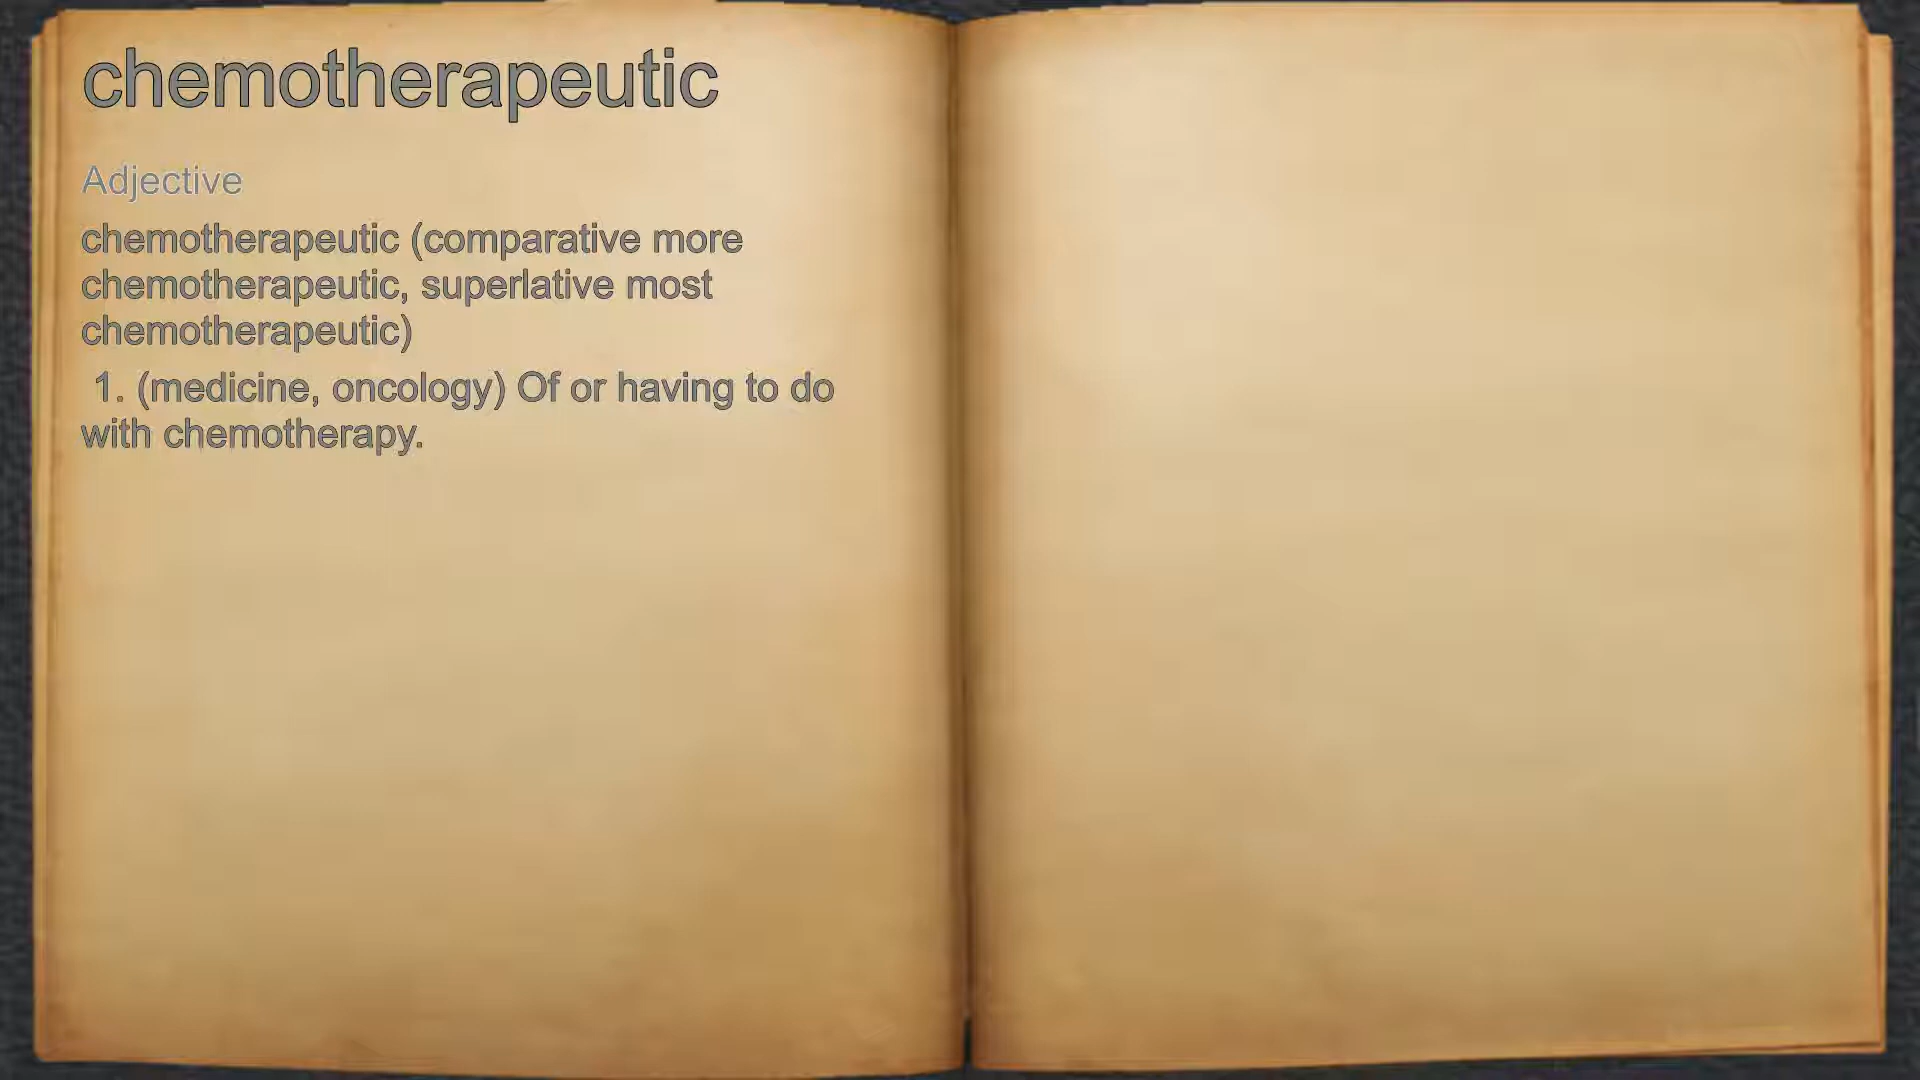 chemotherapeutic
Adjective
chemotherapeutic (comparative more
chemotherapeutic, superlative most
chemotherapeutic)
1. (medicine, oncology) Of or having to do
with chemotherapy.